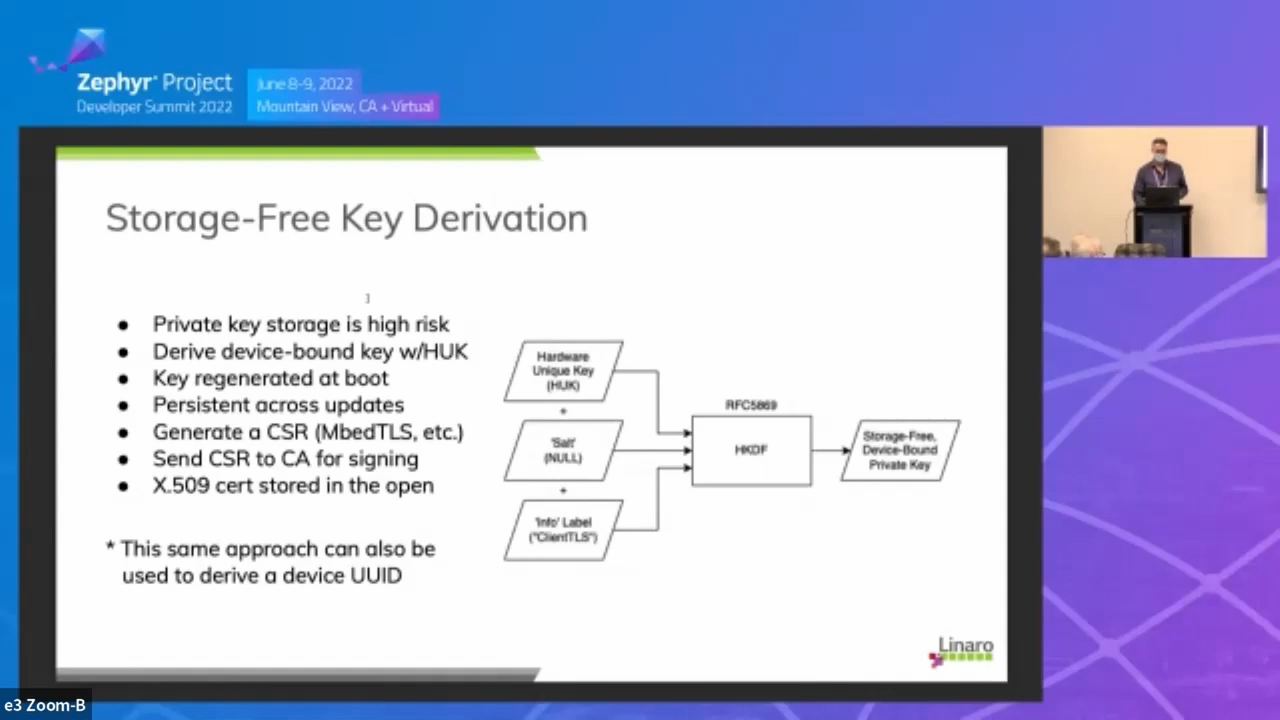 Zephyr® Project
Developer Summit 2022
June 8-9, 2022
Mountain View, CA + Virtual
Storage-Free Key Derivation
● Private key storage is high risk
● Derive device-bound key w/HUK
● Key regenerated at boot
● Persistent across updates
● Generate a CSR (MbedTLS, etc.)
● Send CSR to CA for signing
● X.509 cert stored in the open
* This same approach can also be
used to derive a device UUID
Hardware
Unique Key
(HUK)
+
'Salt'
(NULL)
+
'Info' Label
("ClientTLS")
RFC5869
HKDF
Storage-Free,
Device-Bound
Private Key
Linaro
e3 Zoom-B